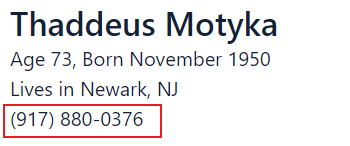 Thaddeus Motyka
Age 73, Born November 1950
Lives in Newark, NJ
(917) 880-0376